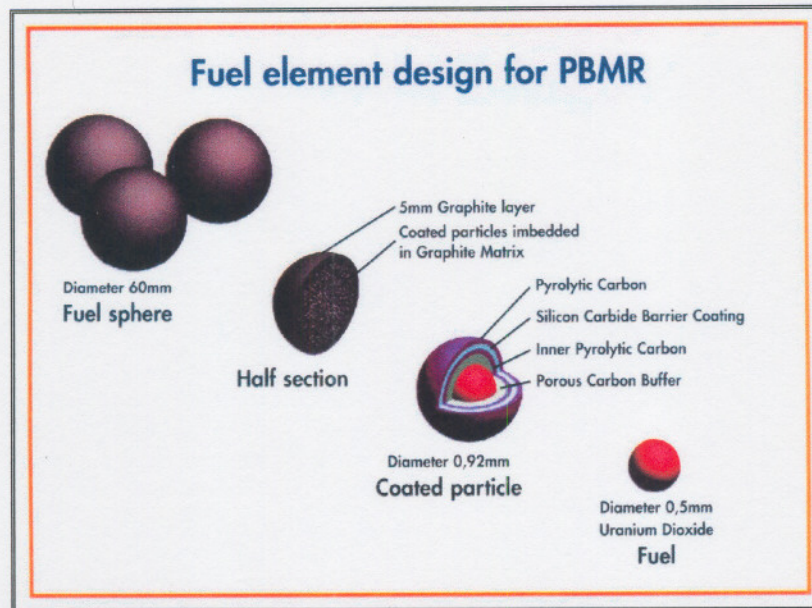 Fuel element design for PBMR
Diameter 60mm
Fuel sphere
5mm Graphite layer
Coated particles imbedded
in Graphite Matrix
Half section
Pyrolytic Carbon
Silicon Carbide Barrier Coating
Inner Pyrolytic Carbon
Porous Carbon Buffer
Diameter 0,92mm
Coated particle
Diameter 0,5mm
Uranium Dioxide
Fuel